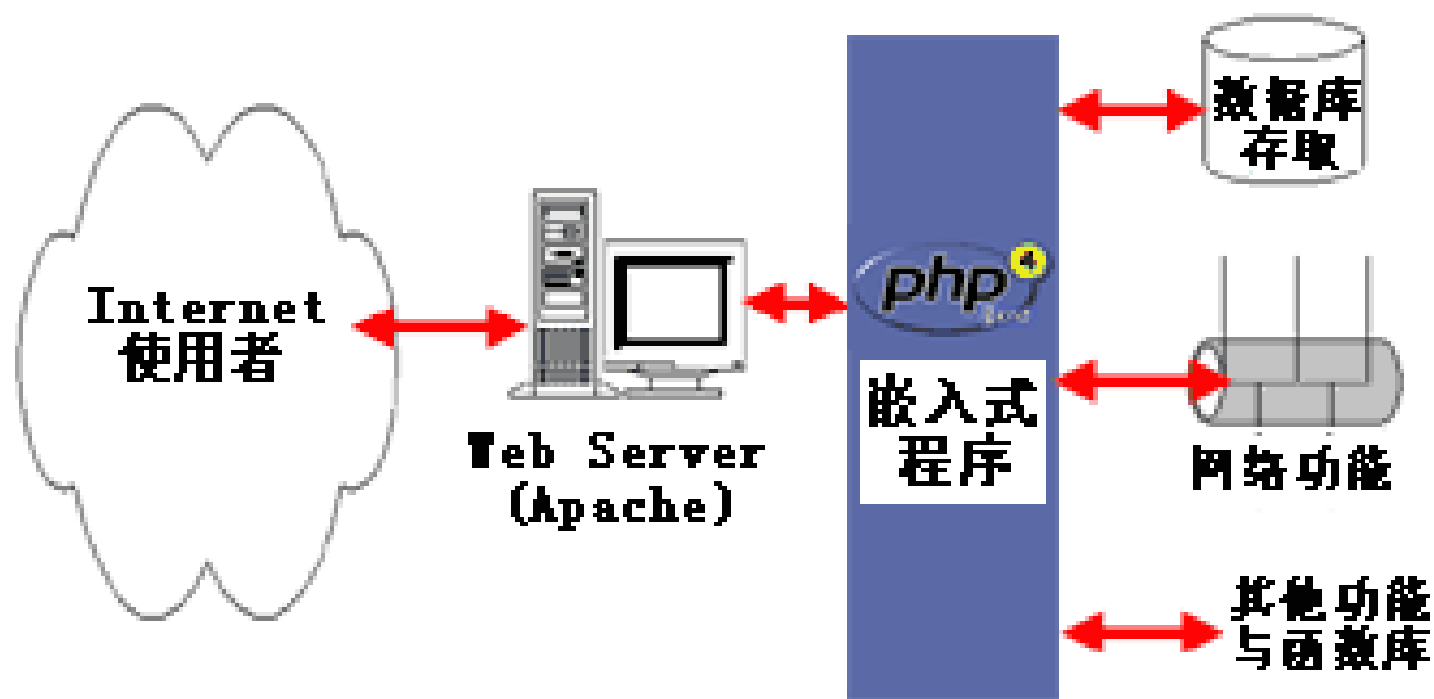 Internet
使用者
Web Server
(Apache)
php4
嵌入式
程序
数据库
存取
网络功能
其他功能
与函数库